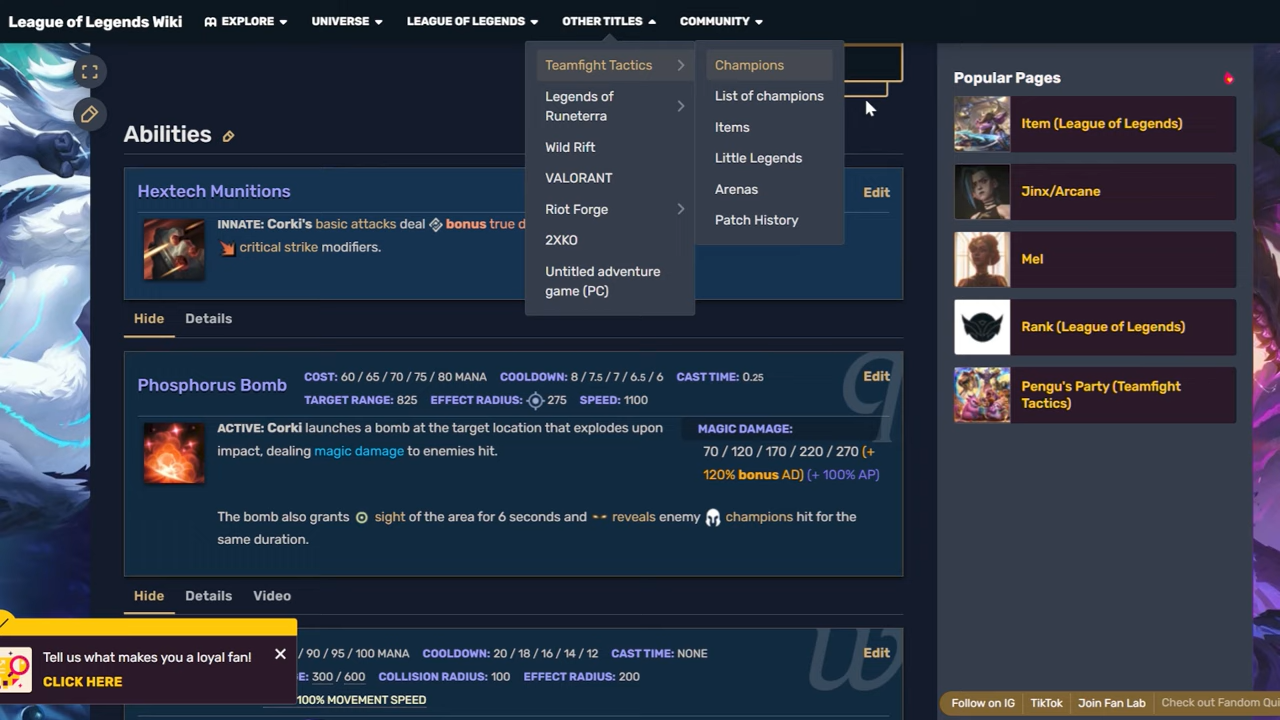 League of Legends Wiki
EXPLORE
UNIVERSE
LEAGUE OF LEGENDS
OTHER TITLES
COMMUNITY
Teamfight Tactics
Legends of
Runeterra
Wild Rift
VALORANT
Riot Forge
2XKO
Untitled adventure
game (PC)
Champions
List of champions
Items
Little Legends
Arenas
Patch History
Abilities
Hextech Munitions
Edit
INNATE: Corki's basic attacks deal bonus true d
critical strike modifiers.
Hide Details
Phosphorus Bomb
COST: 60 / 65 / 70 / 75 / 80 MANA COOLDOWN: 8 / 7.5 / 7 / 6.5 / 6 CAST TIME: 0.25
TARGET RANGE: 825 EFFECT RADIUS: 275 SPEED: 1100
Edit
q
ACTIVE: Corki launches a bomb at the target location that explodes upon
impact, dealing magic damage to enemies hit.
MAGIC DAMAGE:
70 / 120 / 170 / 220 / 270 (+
120% bonus AD) (+ 100% AP)
The bomb also grants sight of the area for 6 seconds and reveals enemy champions hit for the
same duration.
Hide Details Video
/ 90 / 95 / 100 MANA COOLDOWN: 20 / 18 / 16 / 14 / 12 CAST TIME: NONE
E: 300 / 600 COLLISION RADIUS: 100 EFFECT RADIUS: 200
100% MOVEMENT SPEED
Edit
w
Tell us what makes you a loyal fan!
CLICK HERE
Popular Pages
Item (League of Legends)
Jinx/Arcane
Mel
Rank (League of Legends)
Pengu's Party (Teamfight
Tactics)
Follow on IG
TikTok
Join Fan Lab
Check out Fandom Qui